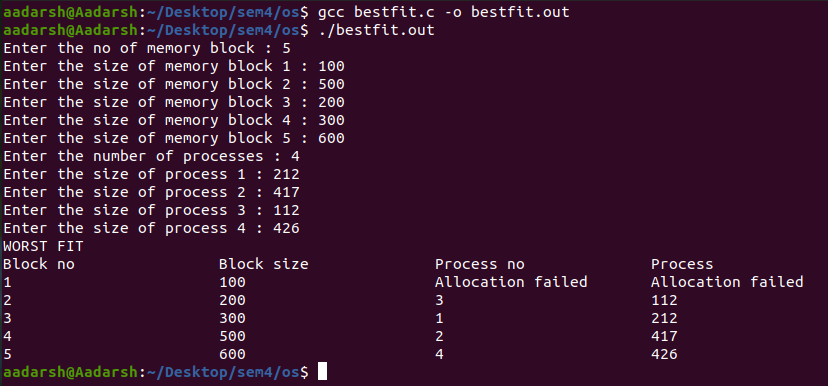 aadarsh@Aadarsh:~/Desktop/sem4/os$ gcc bestfit.c -o bestfit.out
aadarsh@Aadarsh:~/Desktop/sem4/os$ ./bestfit.out
Enter the no of memory block : 5
Enter the size of memory block 1 : 100
Enter the size of memory block 2 : 500
Enter the size of memory block 3 : 200
Enter the size of memory block 4 : 300
Enter the size of memory block 5 : 600
Enter the number of processes : 4
Enter the size of process 1 : 212
Enter the size of process 2 : 417
Enter the size of process 3 : 112
Enter the size of process 4 : 426
WORST FIT
Block no                Block size              Process no              Process
1                       100                     Allocation failed       Allocation failed
2                       200                     3                       112
3                       300                     1                       212
4                       500                     2                       417
5                       600                     4                       426
aadarsh@Aadarsh:~/Desktop/sem4/os$